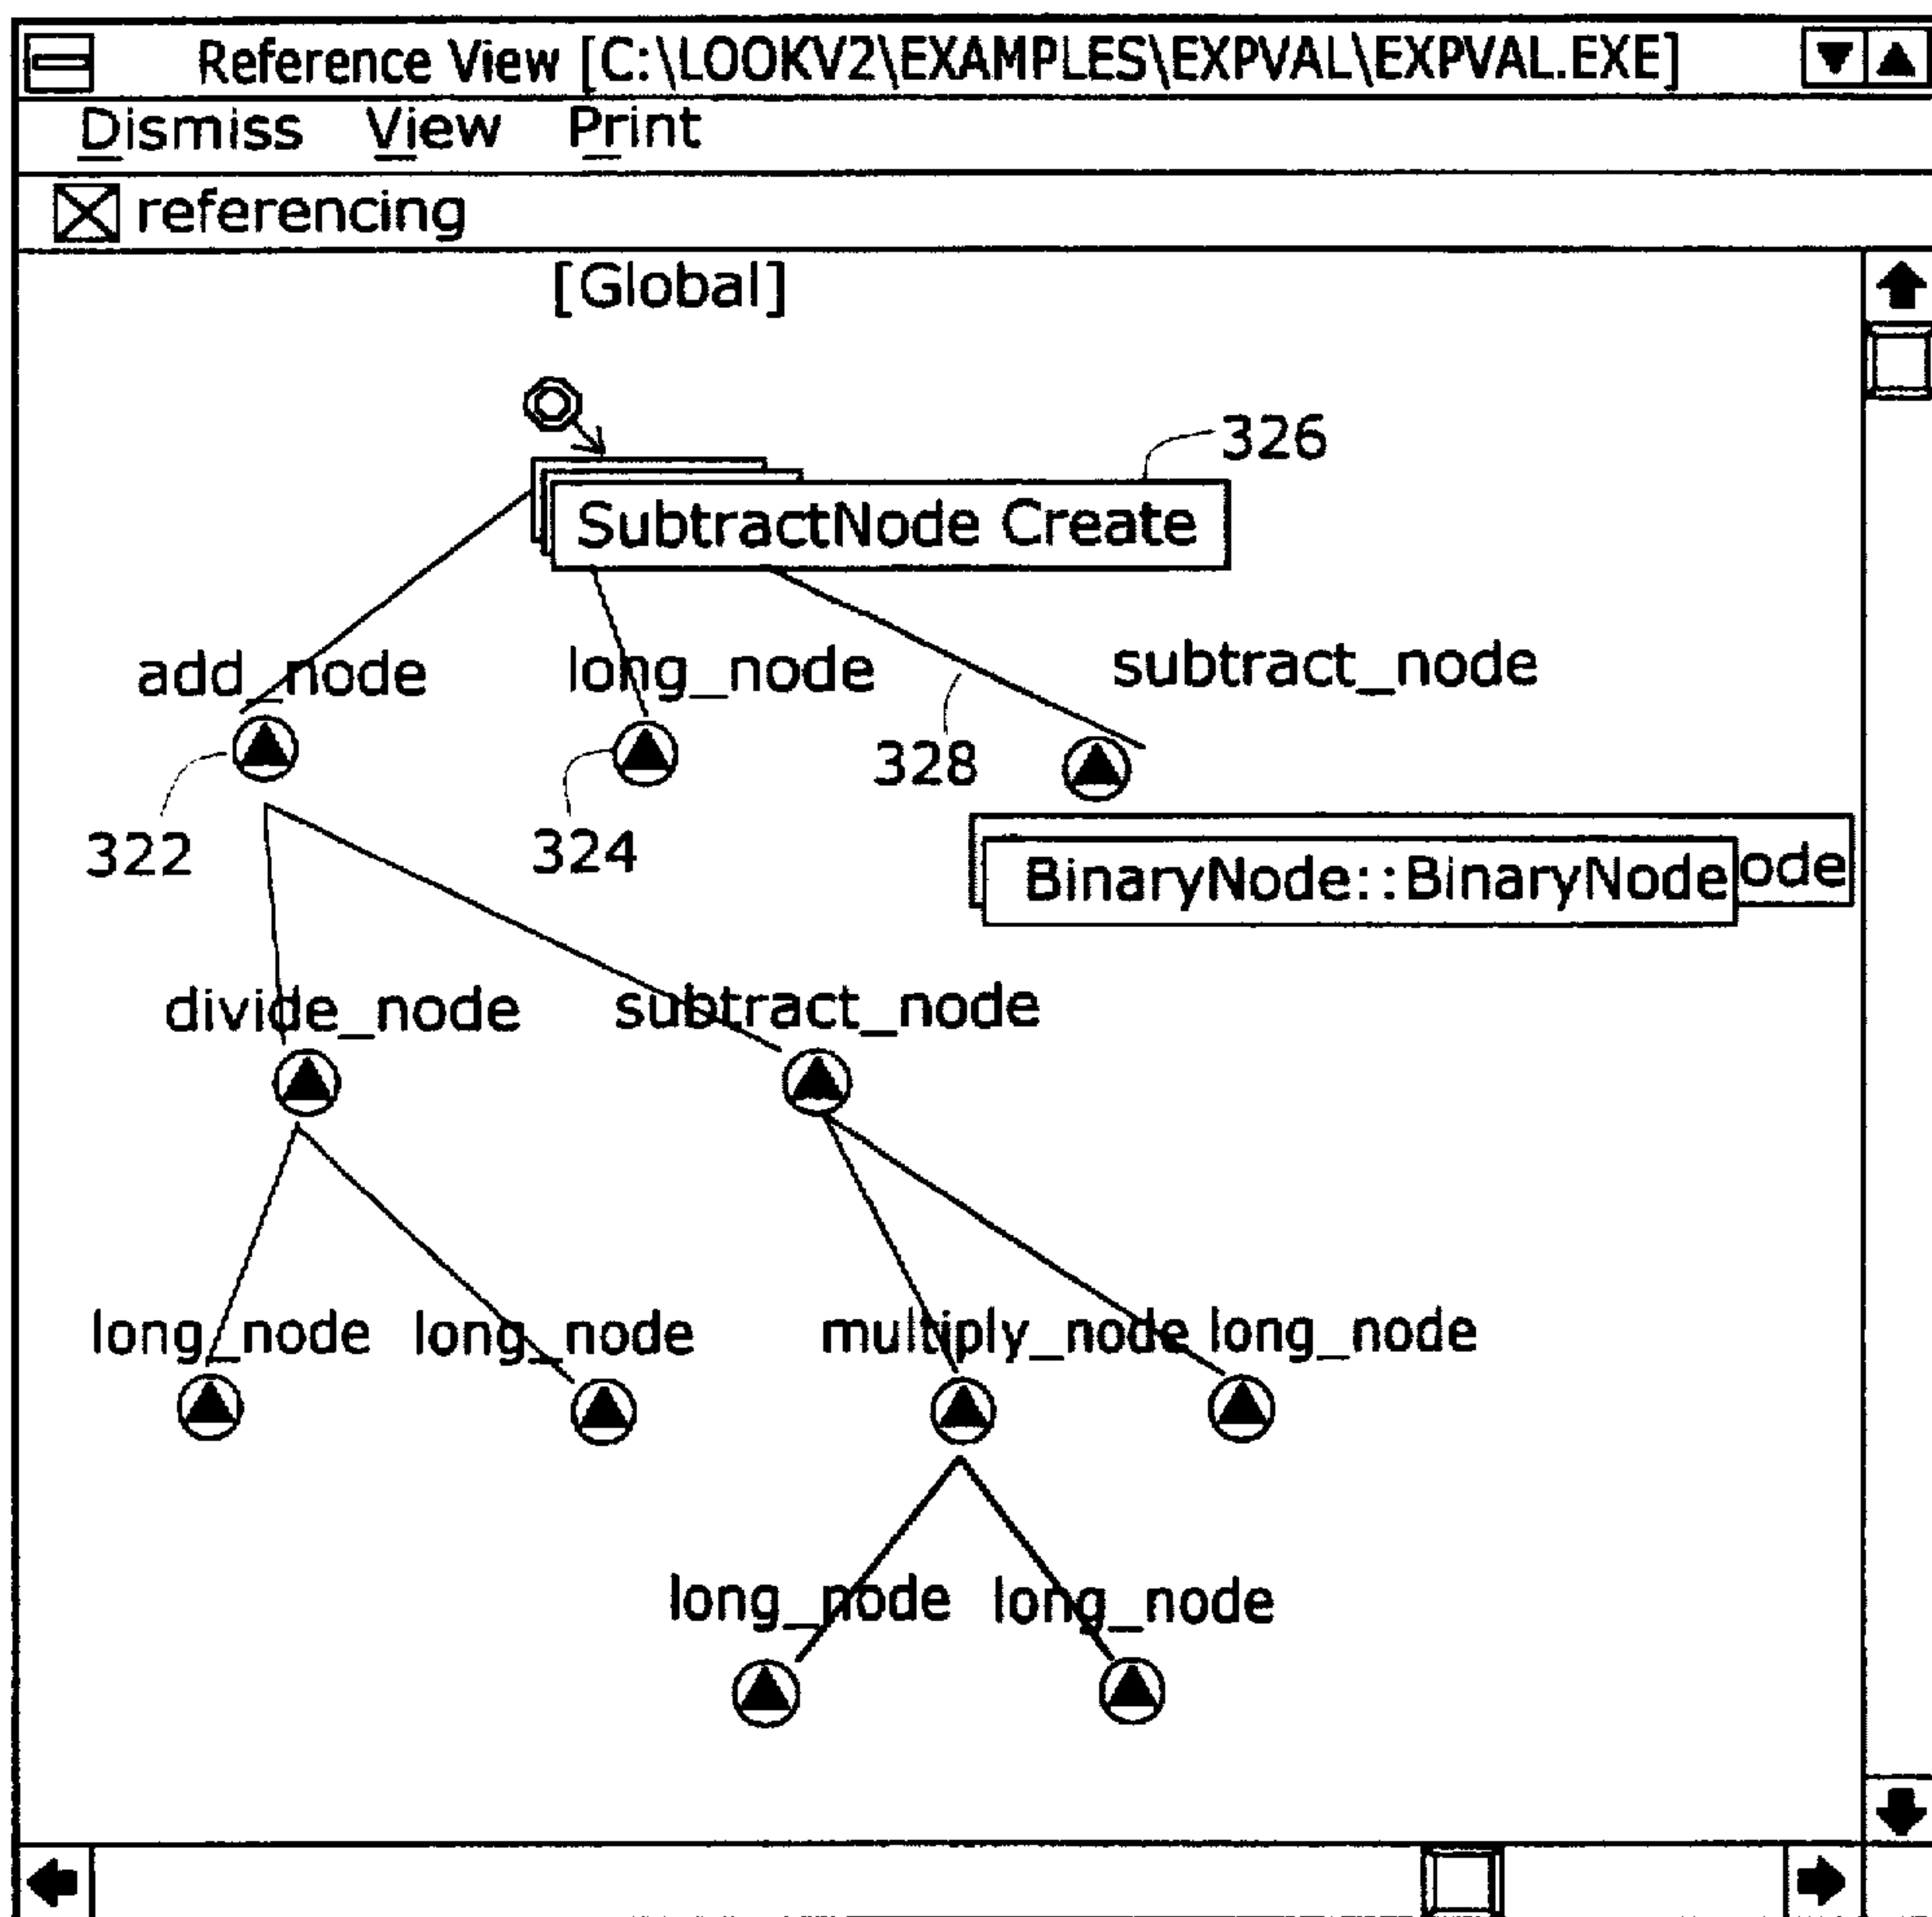 Reference View [C:\LOOKV2\EXAMPLES\EXPVAL\EXPVAL.EXE]
Dismiss View Print
referencing
[Global]
326
SubtractNode Create
add_node long_node subtract_node
328
322 324
BinaryNode::BinaryNode ode
divide_node subtract_node
long_node long_node multiply_node long_node
long_node long_node